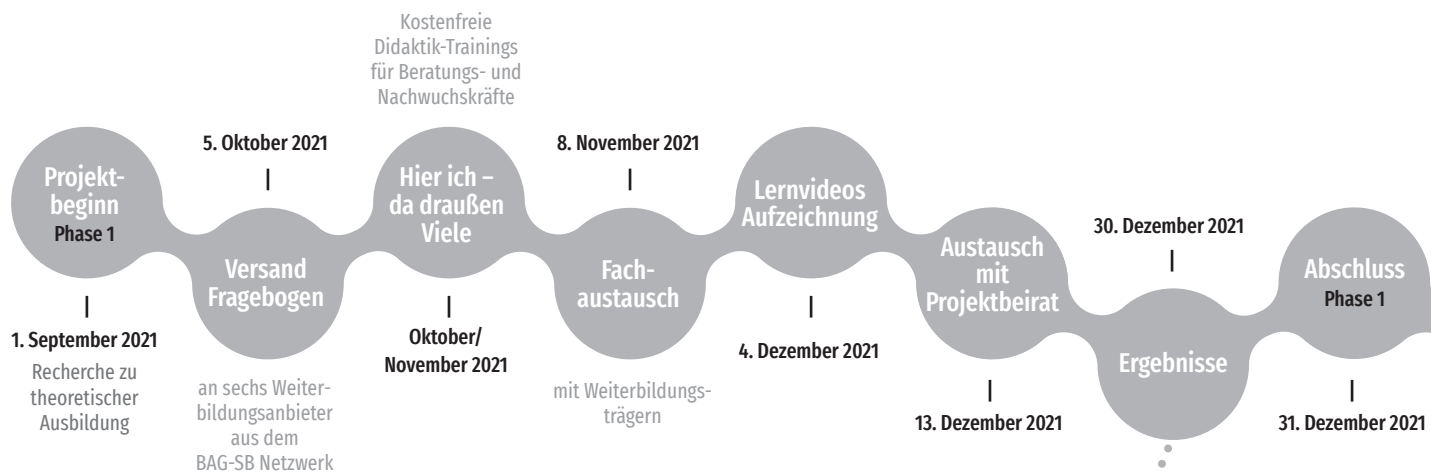 Projekt-
beginn
Phase 1
1. September 2021
Recherche zu
theoretischer
Ausbildung
5. Oktober 2021
Versand
Fragebogen
an sechs Weiter-
bildungsanbieter
aus dem
BAG-SB Netzwerk
Kostenfreie
Didaktik-Trainings
für Beratungs- und
Nachwuchskräfte
Hier ich –
da draußen
Viele
Oktober/
November 2021
8. November 2021
Fach-
austausch
mit Weiterbildungs-
trägern
Lernvideos
Aufzeichnung
4. Dezember 2021
Austausch
mit
Projektbeirat
13. Dezember 2021
30. Dezember 2021
Ergebnisse
Abschluss
Phase 1
31. Dezember 2021